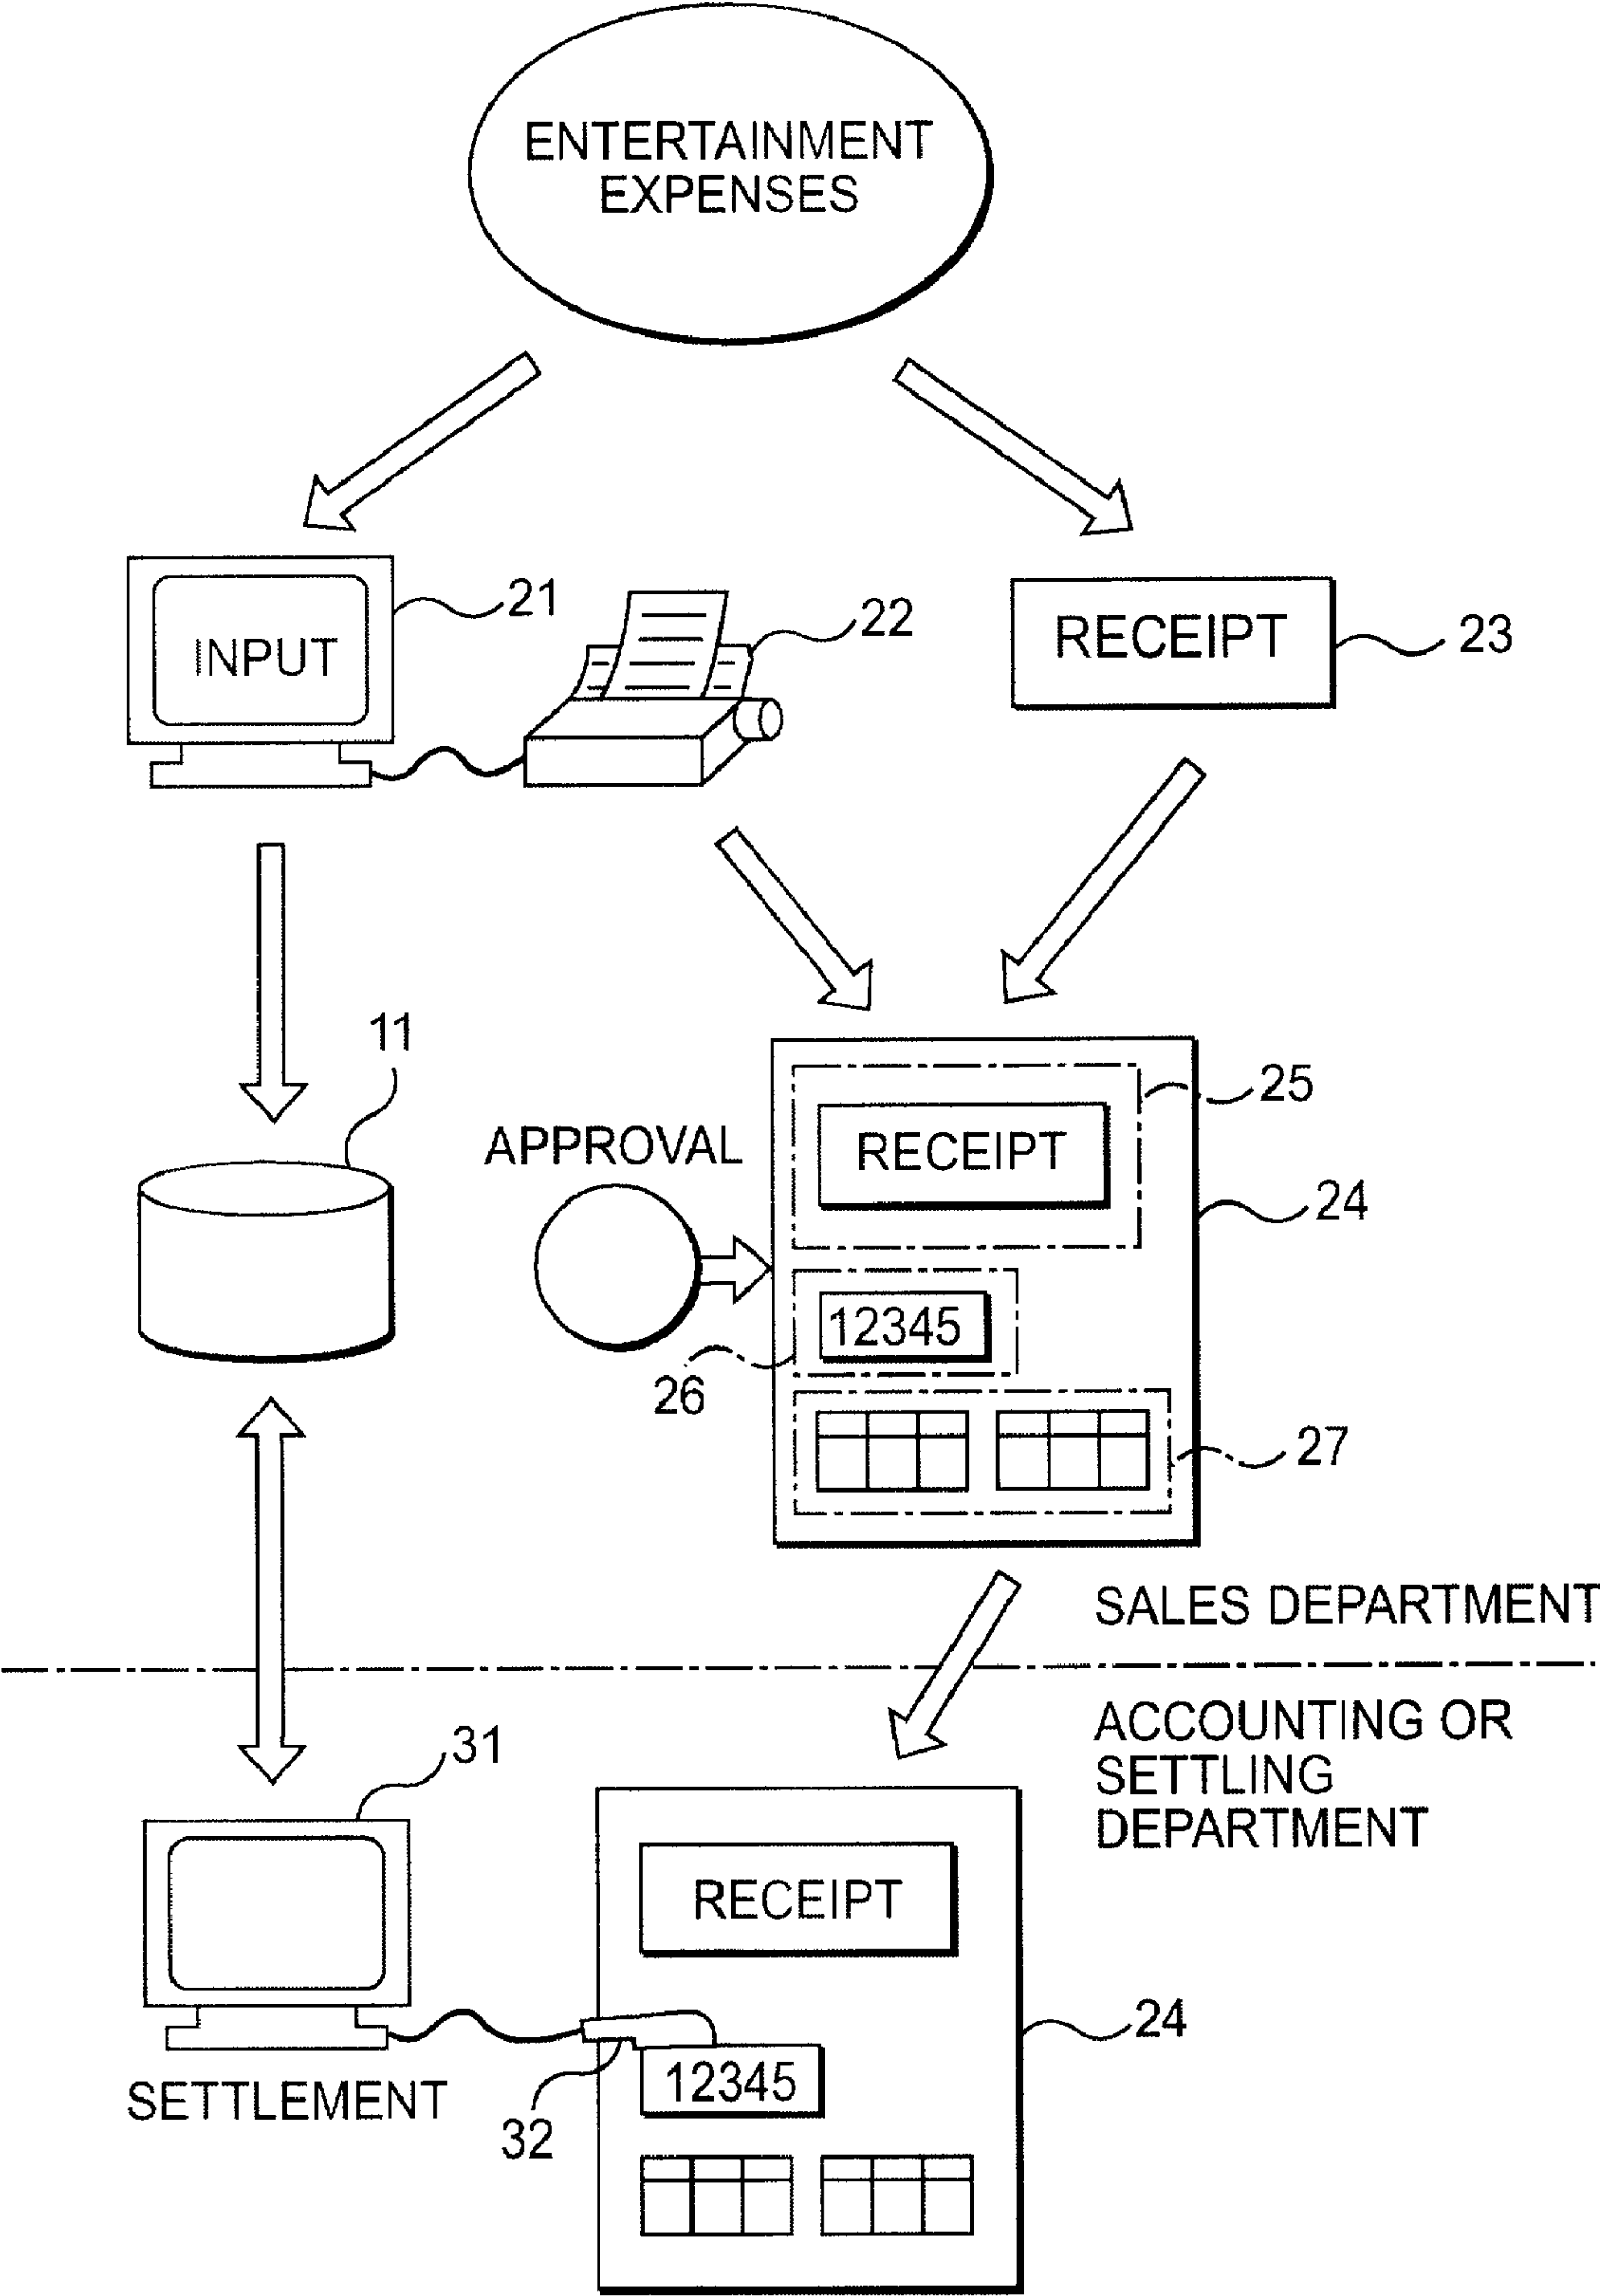 ENTERTAINMENT
EXPENSES
INPUT
21
22
RECEIPT
23
11
APPROVAL
RECEIPT
25
24
12345
26
27
SALES DEPARTMENT
ACCOUNTING OR
SETTLING
DEPARTMENT
31
RECEIPT
24
12345
SETTLEMENT
32